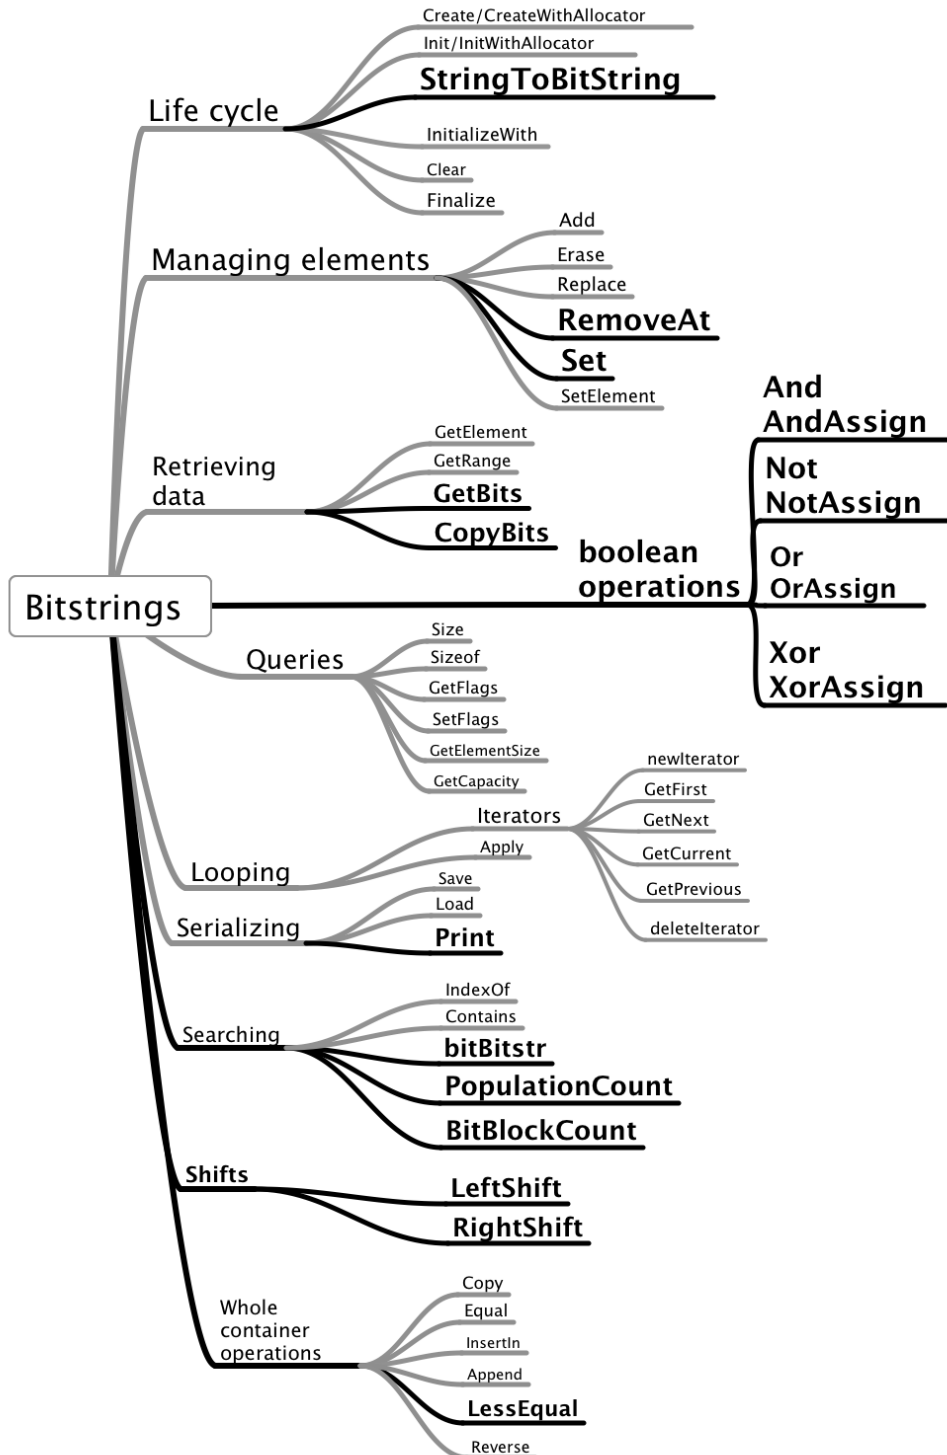 Create/CreateWithAllocator
Init/InitWithAllocator
StringToBitString
Life cycle
InitializeWith
Clear
Finalize
Add
Managing elements
Erase
Replace
RemoveAt
Set
SetElement
And
AndAssign
Not
NotAssign
Or
OrAssign
Xor
XorAssign
boolean
operations
GetElement
GetRange
GetBits
CopyBits
Retrieving
data
Bitstrings
Queries
Size
Sizeof
GetFlags
SetFlags
GetElementSize
GetCapacity
Looping
Iterators
newIterator
GetFirst
GetNext
GetCurrent
GetPrevious
deleteIterator
Apply
Serializing
Save
Load
Print
Searching
IndexOf
Contains
bitBitstr
PopulationCount
BitBlockCount
Shifts
LeftShift
RightShift
Whole
container
operations
Copy
Equal
InsertIn
Append
LessEqual
Reverse